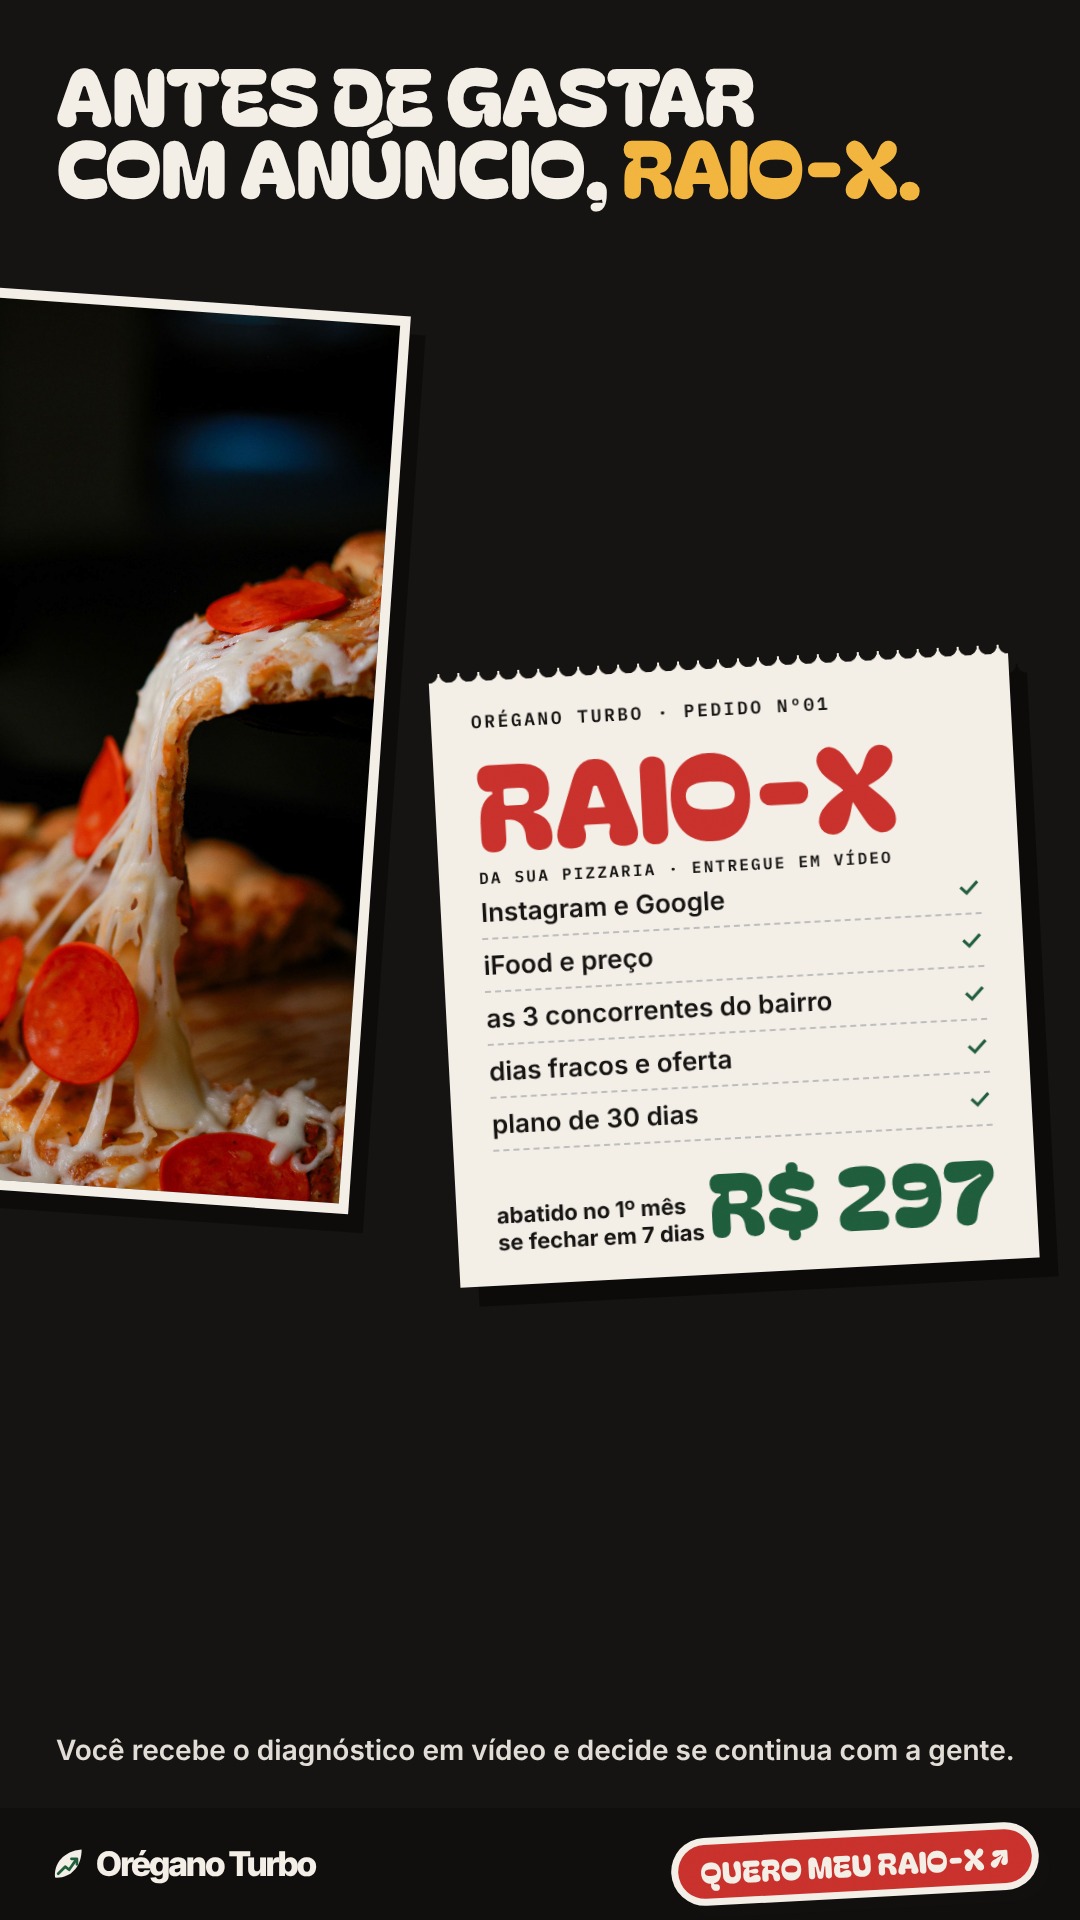 ANTES DE GASTAR
COM ANÚNCIO, RAIO-X.
ORÉGANO TURBO · PEDIDO Nº01
RAIO-X
DA SUA PIZZARIA · ENTREGUE EM VÍDEO
Instagram e Google ✓
iFood e preço ✓
as 3 concorrentes do bairro ✓
dias fracos e oferta ✓
plano de 30 dias ✓
abatido no 1º mês
se fechar em 7 dias
R$ 297
Você recebe o diagnóstico em vídeo e decide se continua com a gente.
Orégano Turbo
QUERO MEU RAIO-X ↗